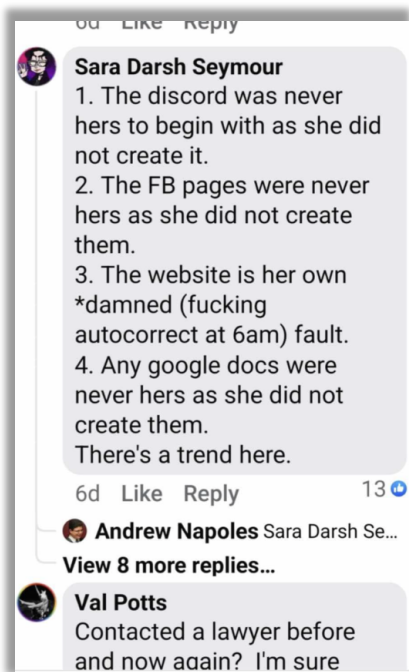 6d Like Reply
Sara Darsh Seymour
1. The discord was never
hers to begin with as she did
not create it.
2. The FB pages were never
hers as she did not create
them.
3. The website is her own
*damned (fucking
autocorrect at 6am) fault.
4. Any google docs were
never hers as she did not
create them.
There's a trend here.
6d Like Reply 13
Andrew Napoles Sara Darsh Se...
View 8 more replies...
Val Potts
Contacted a lawyer before
and now again? I'm sure